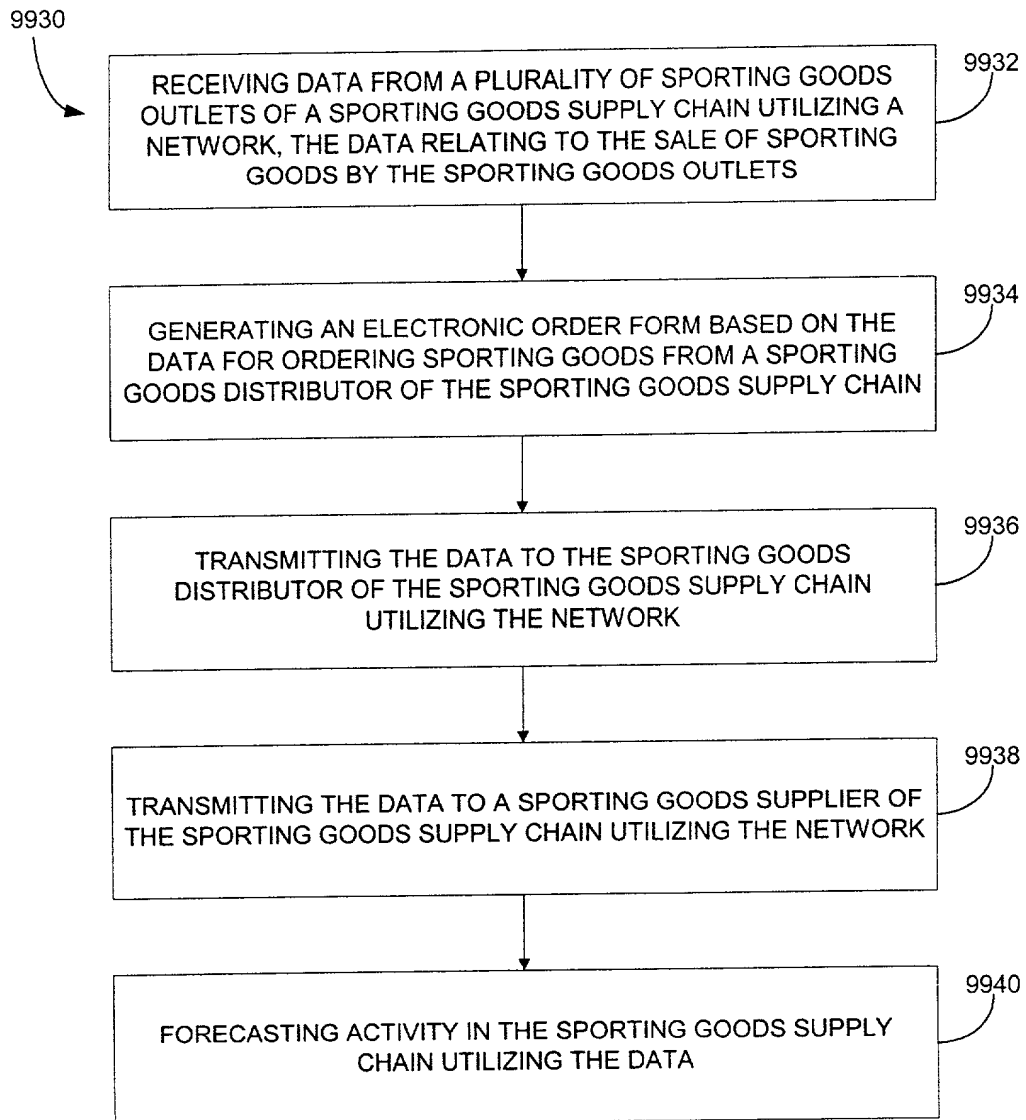 9930
9932
RECEIVING DATA FROM A PLURALITY OF SPORTING GOODS
OUTLETS OF A SPORTING GOODS SUPPLY CHAIN UTILIZING A
NETWORK, THE DATA RELATING TO THE SALE OF SPORTING
GOODS BY THE SPORTING GOODS OUTLETS
9934
GENERATING AN ELECTRONIC ORDER FORM BASED ON THE
DATA FOR ORDERING SPORTING GOODS FROM A SPORTING
GOODS DISTRIBUTOR OF THE SPORTING GOODS SUPPLY CHAIN
9936
TRANSMITTING THE DATA TO THE SPORTING GOODS
DISTRIBUTOR OF THE SPORTING GOODS SUPPLY CHAIN
UTILIZING THE NETWORK
9938
TRANSMITTING THE DATA TO A SPORTING GOODS SUPPLIER OF
THE SPORTING GOODS SUPPLY CHAIN UTILIZING THE NETWORK
9940
FORECASTING ACTIVITY IN THE SPORTING GOODS SUPPLY
CHAIN UTILIZING THE DATA